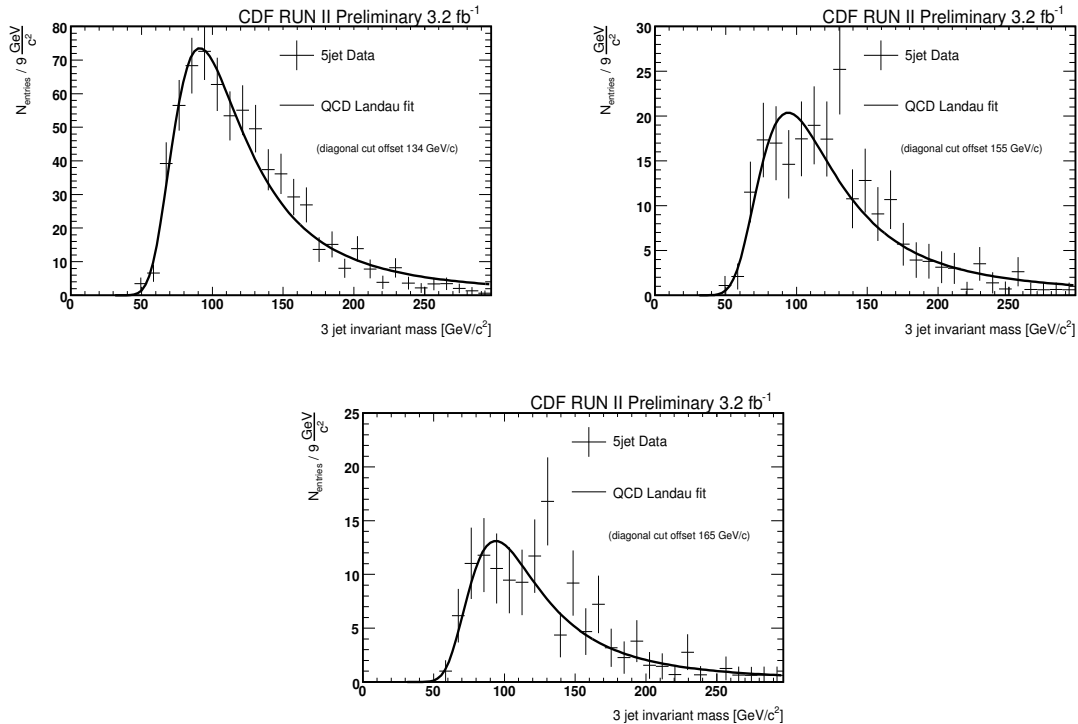 CDF RUN II Preliminary 3.2 fb-1
N entries / 9 GeV/c2
5jet Data
QCD Landau fit
(diagonal cut offset 134 GeV/c)
80
70
60
50
40
30
20
10
0
0 50 100 150 200 250
3 jet invariant mass [GeV/c2]
CDF RUN II Preliminary 3.2 fb-1
N entries / 9 GeV/c2
5jet Data
QCD Landau fit
(diagonal cut offset 155 GeV/c)
30
25
20
15
10
5
0
0 50 100 150 200 250
3 jet invariant mass [GeV/c2]
CDF RUN II Preliminary 3.2 fb-1
N entries / 9 GeV/c2
5jet Data
QCD Landau fit
(diagonal cut offset 165 GeV/c)
25
20
15
10
5
0
0 50 100 150 200 250
3 jet invariant mass [GeV/c2]